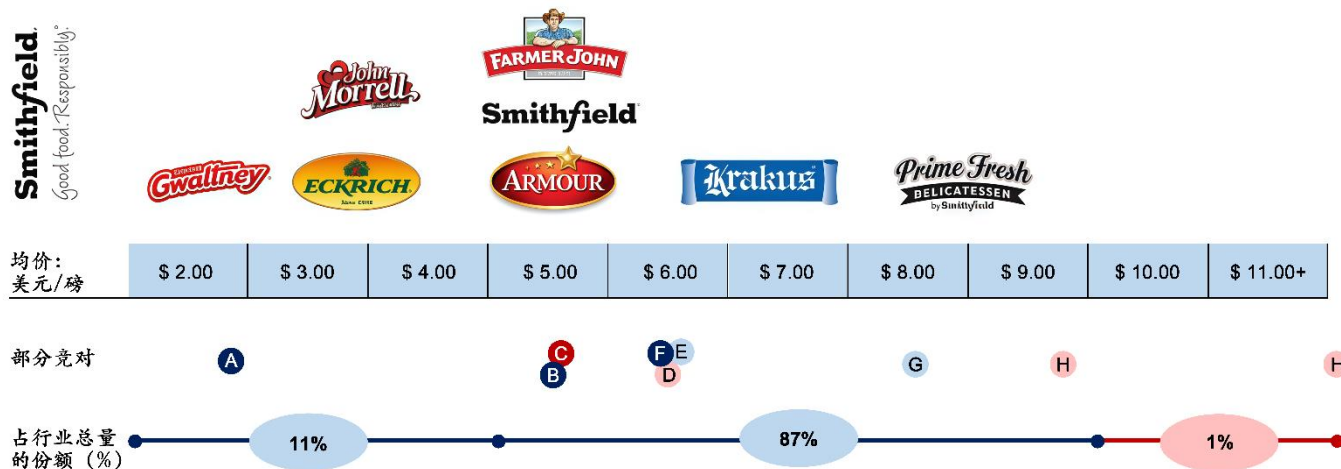 Smithfield.
Good food. Responsibly.®
FARMER JOHN
John
Morrell
Smithfield
Gwaltney
ECKRICH
Since 1894
ARMOUR
Krakus
Prime Fresh
DELICATESSEN
by Smithfield
均价：
美元/磅
$ 2.00
$ 3.00
$ 4.00
$ 5.00
$ 6.00
$ 7.00
$ 8.00
$ 9.00
$ 10.00
$ 11.00+
部分竞对
A
C
B
F
E
D
G
H
H
占行业总量
的份额（%）
11%
87%
1%